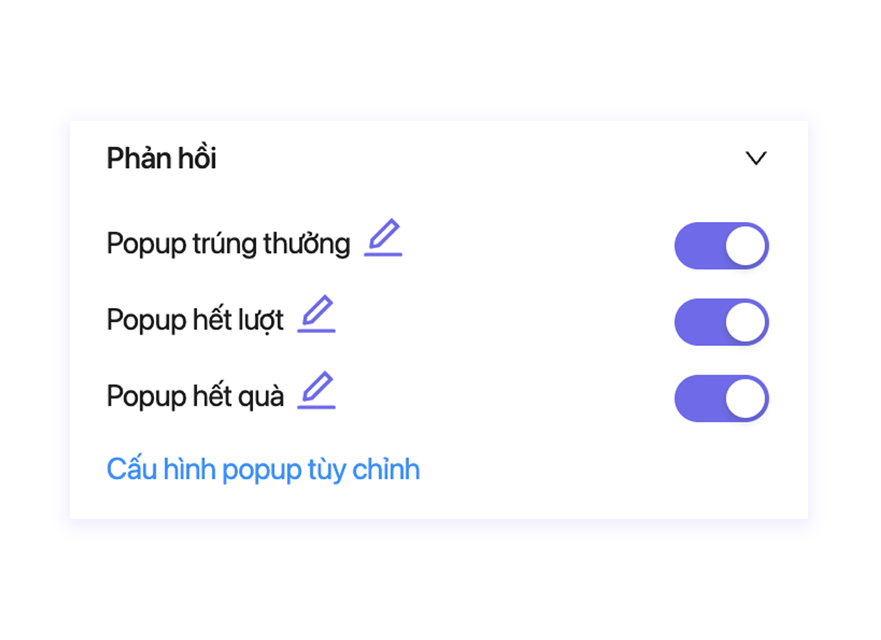 Phản hồi
Popup trúng thưởng
Popup hết lượt
Popup hết quà
Cấu hình popup tùy chỉnh